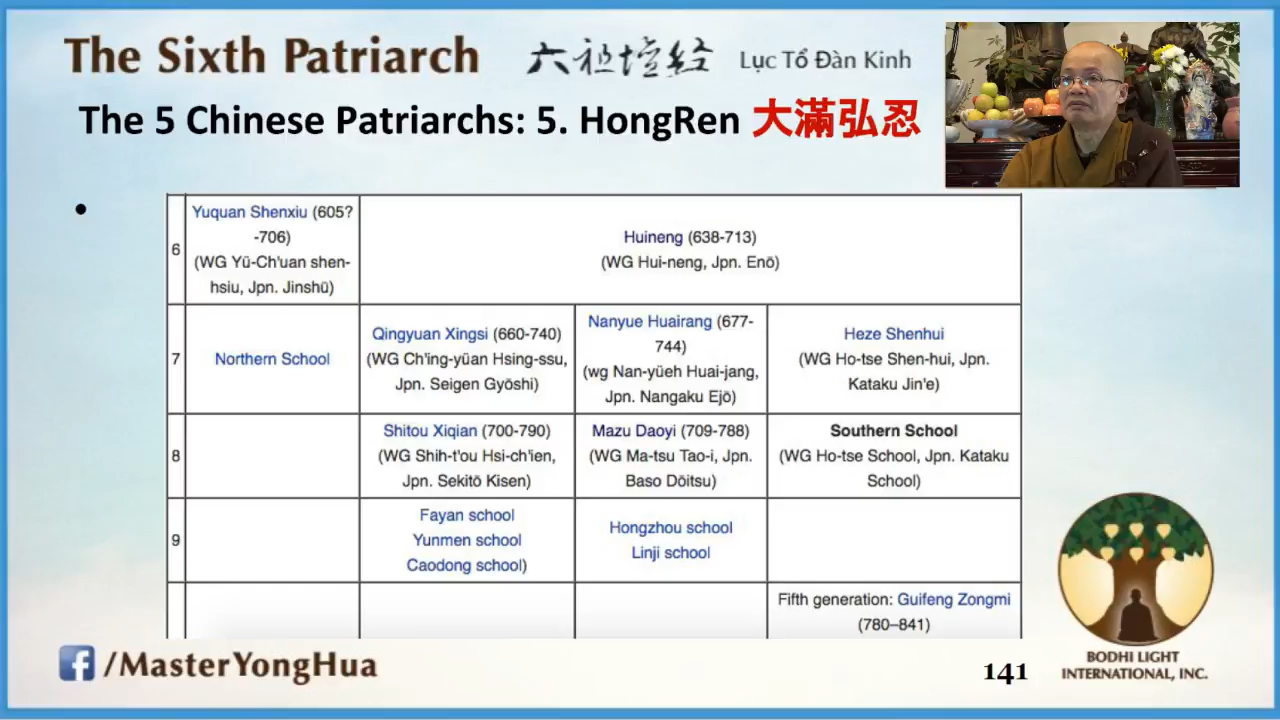 The Sixth Patriarch 六祖壇经 Lục Tổ Đàn Kinh
The 5 Chinese Patriarchs: 5. HongRen 大滿弘忍
•
6
Yuquan Shenxiu (605?
-706)
(WG Yü-Ch'uan shen-
hsiu, Jpn. Jinshū)
Huineng (638-713)
(WG Hui-neng, Jpn. Enō)
7
Northern School
Qingyuan Xingsi (660-740)
(WG Ch'ing-yüan Hsing-ssu,
Jpn. Seigen Gyōshi)
Nanyue Huairang (677-
744)
(wg Nan-yüeh Huai-jang,
Jpn. Nangaku Ejō)
Heze Shenhui
(WG Ho-tse Shen-hui, Jpn.
Kataku Jin'e)
8
Shitou Xiqian (700-790)
(WG Shih-t'ou Hsi-ch'ien,
Jpn. Sekitō Kisen)
Mazu Daoyi (709-788)
(WG Ma-tsu Tao-i, Jpn.
Baso Dōitsu)
Southern School
(WG Ho-tse School, Jpn. Kataku
School)
9
Fayan school
Yunmen school
Caodong school)
Hongzhou school
Linji school
Fifth generation: Guifeng Zongmi
(780–841)
f /MasterYongHua
141
BODHI LIGHT
INTERNATIONAL, INC.